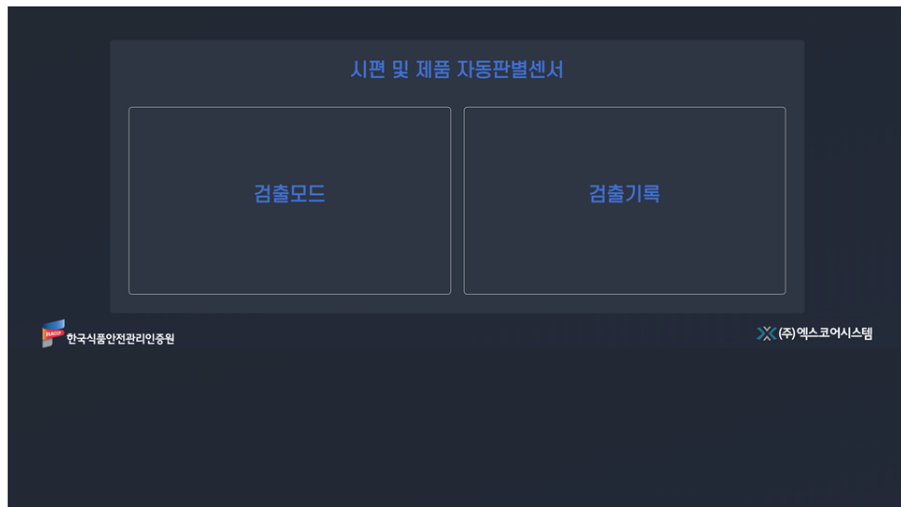 시편 및 제품 자동판별센서
검출모드
검출기록
HACCP
한국식품안전관리인증원
(주)엑스코어시스템